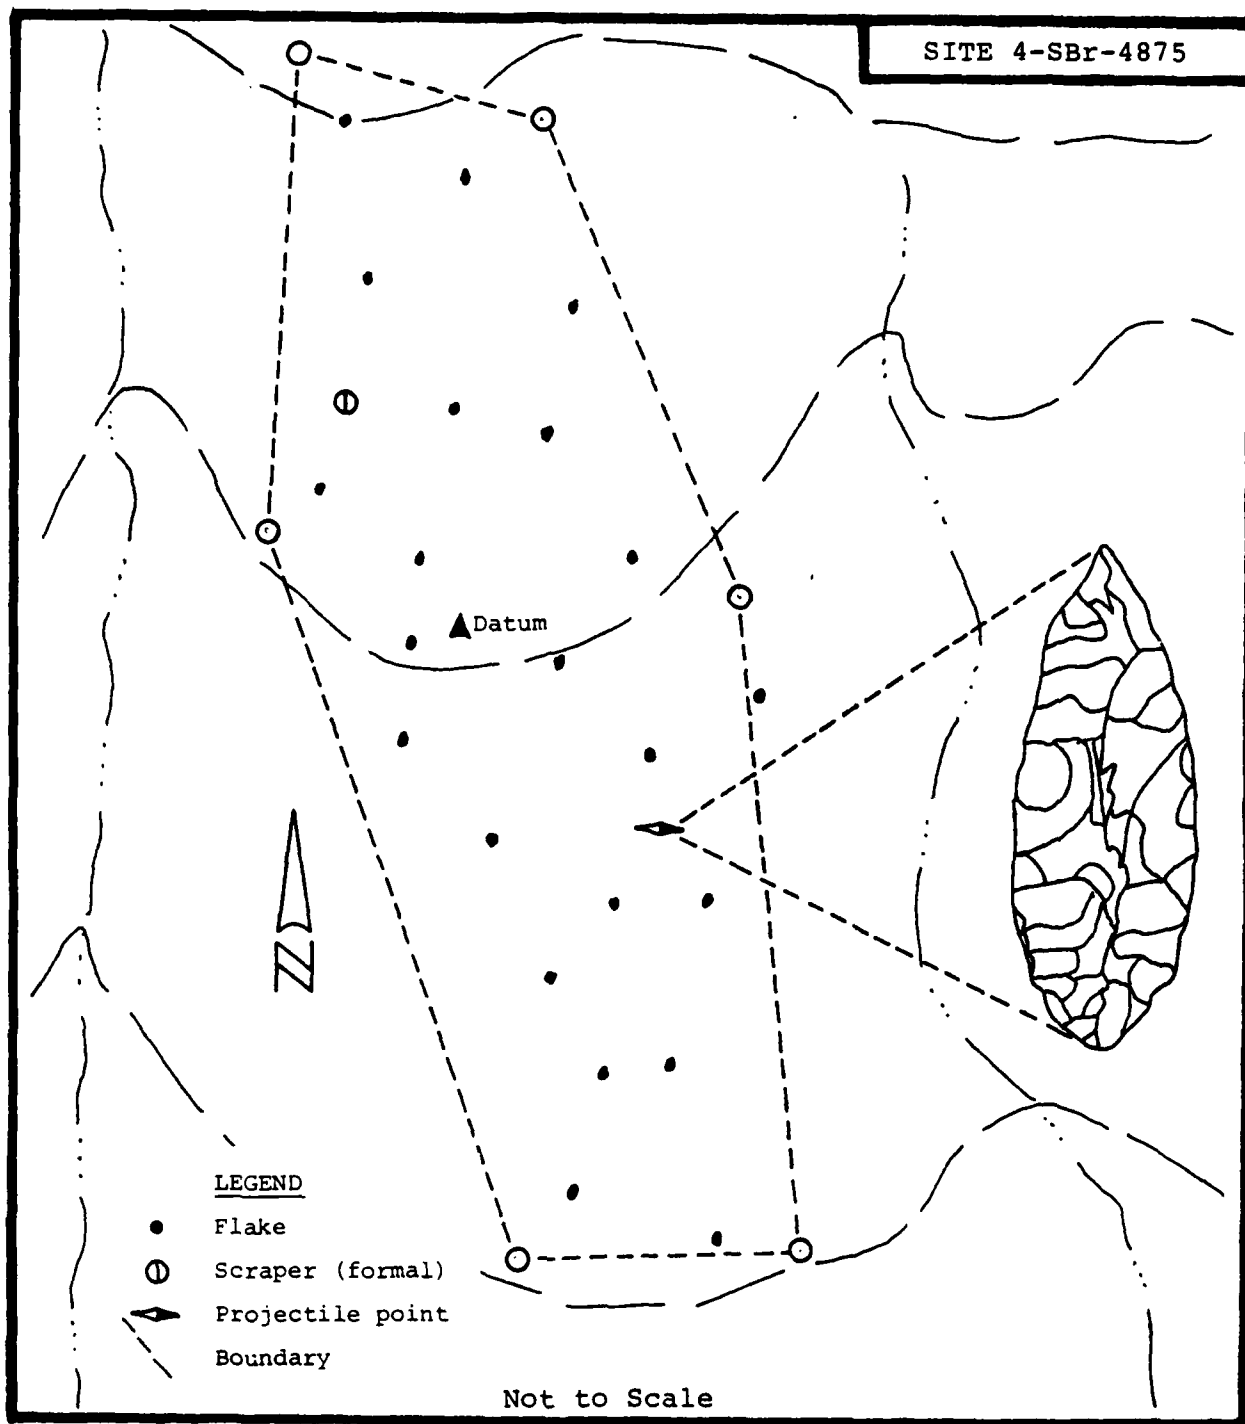 SITE 4-SBr-4875
Datum
N
LEGEND
Flake
Scraper (formal)
Projectile point
Boundary
Not to Scale